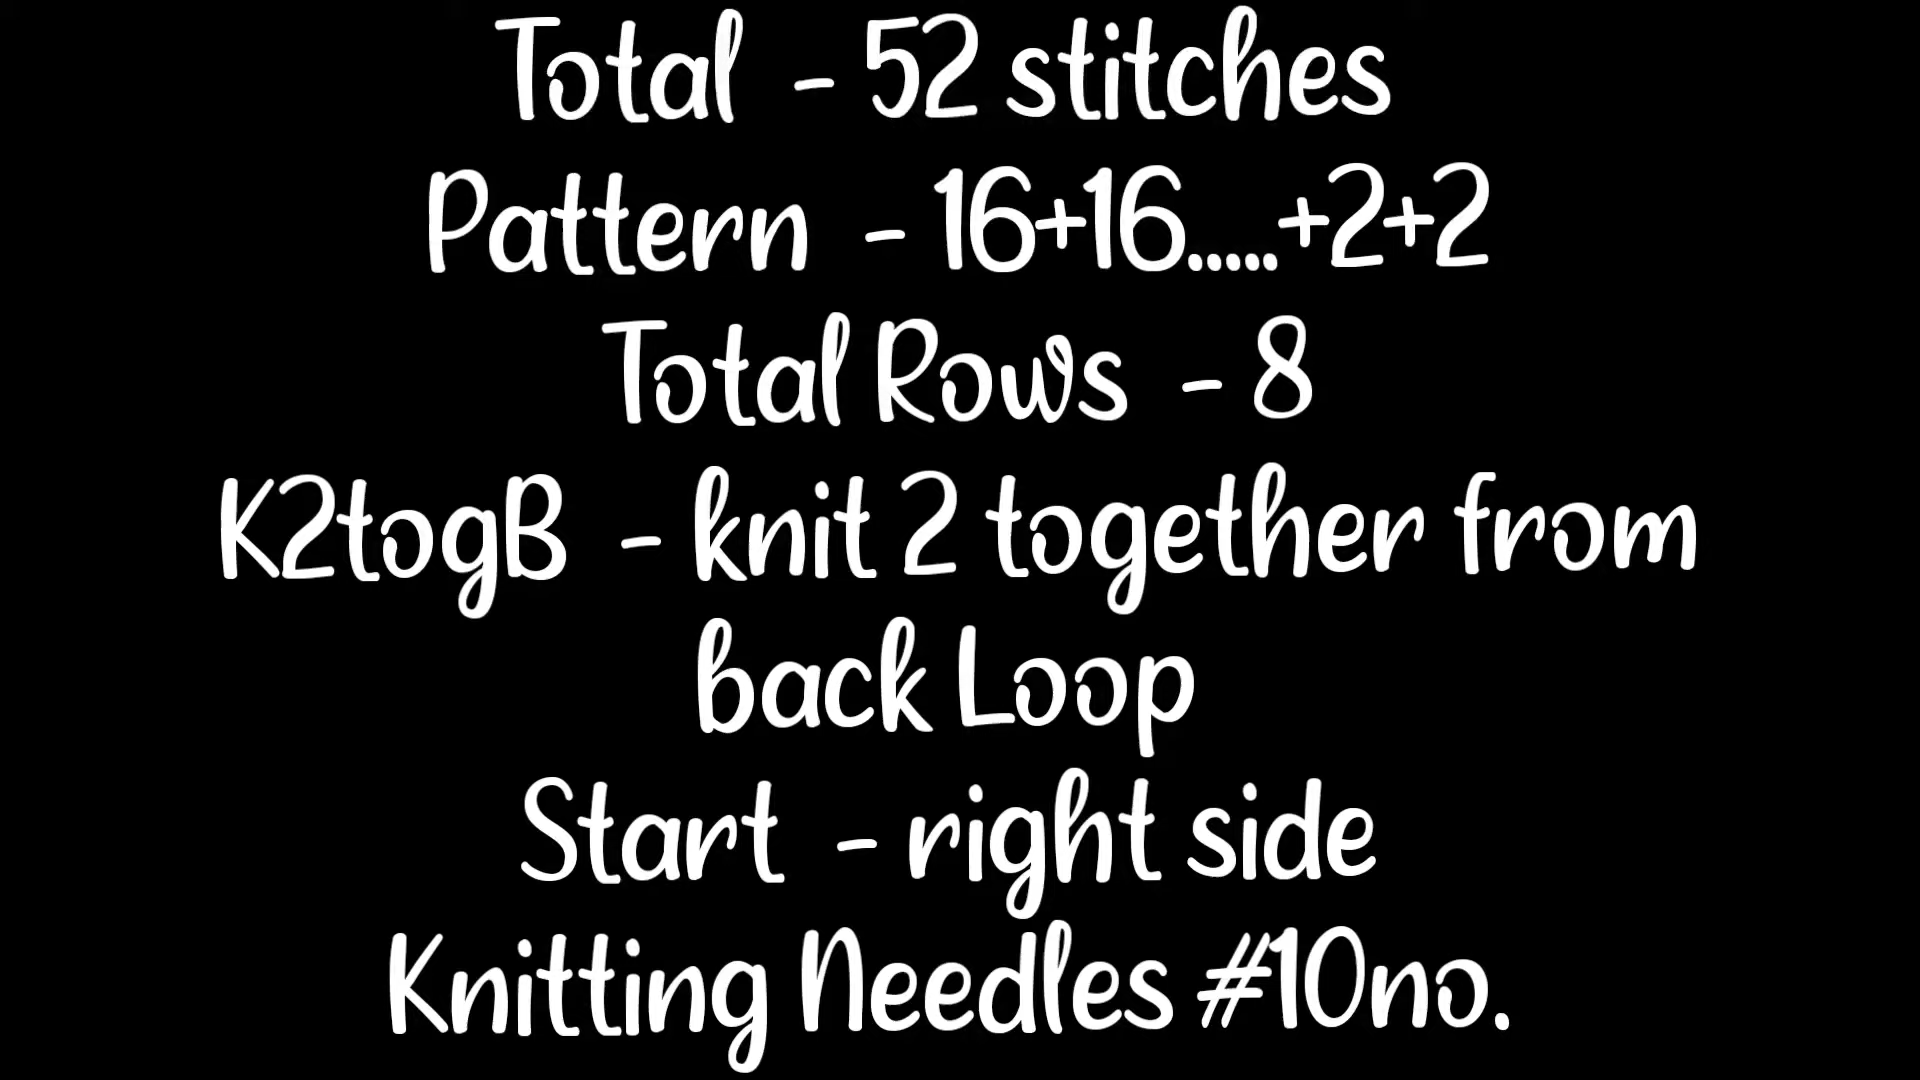 Total - 52 stitches
Pattern - 16+16.....+2+2
Total Rows - 8
K2togB - knit 2 together from
back Loop
Start - right side
Knitting Needles #10no.